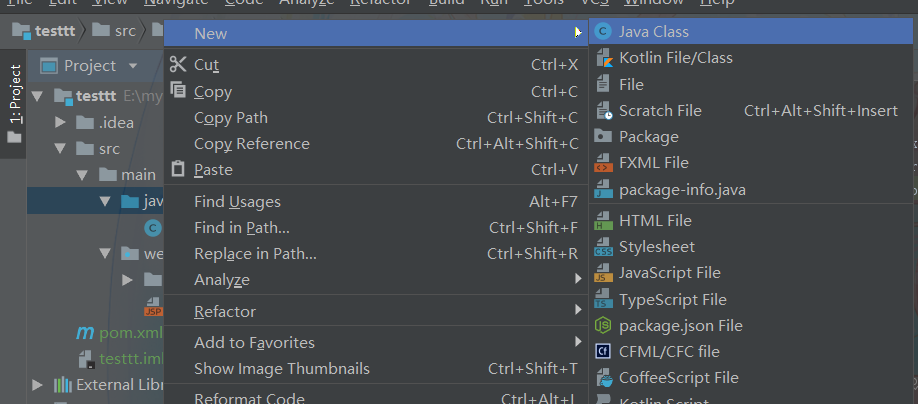 File Edit View Navigate Code Analyze Refactor Build Run Tools VCS Window Help
testtt src
Project
1: Project
testtt E:\my
.idea
src
main
jav
we
JSP
pom.xml
testtt.iml
External Libr
New
Cut Ctrl+X
Copy Ctrl+C
Copy Path Ctrl+Shift+C
Copy Reference Ctrl+Alt+Shift+C
Paste Ctrl+V
Find Usages Alt+F7
Find in Path... Ctrl+Shift+F
Replace in Path... Ctrl+Shift+R
Analyze
Refactor
Add to Favorites
Show Image Thumbnails Ctrl+Shift+T
Reformat Code Ctrl+Alt+L
Java Class
Kotlin File/Class
File
Scratch File Ctrl+Alt+Shift+Insert
Package
FXML File
package-info.java
HTML File
Stylesheet
JavaScript File
TypeScript File
package.json File
CFML/CFC file
CoffeeScript File
Kotlin Script